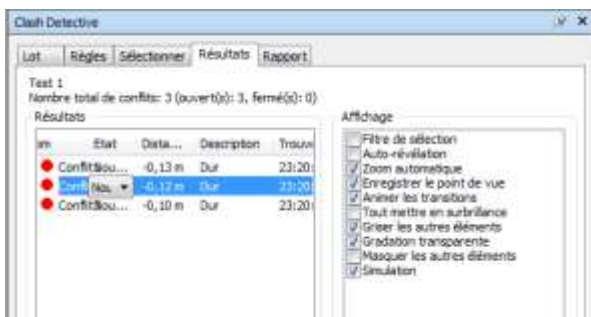 Clash Detective
Lot Règles Sélectionner Résultats Rapport
Test 1
Nombre total de conflits: 3 (ouvert(s): 3, fermé(s): 0)
Résultats
Etat Dista... Description Trouv
Conflit Nou... -0,13 m Dur 23:20:
Confl Nou. -0,12 m Dur 23:20:
Conflit Nou... -0,10 m Dur 23:20:
Affichage
Filtre de sélection
Auto-révélation
Zoom automatique
Enregistrer le point de vue
Animer les transitions
Tout mettre en surbrillance
Griser les autres éléments
Gradation transparente
Masquer les autres éléments
Simulation